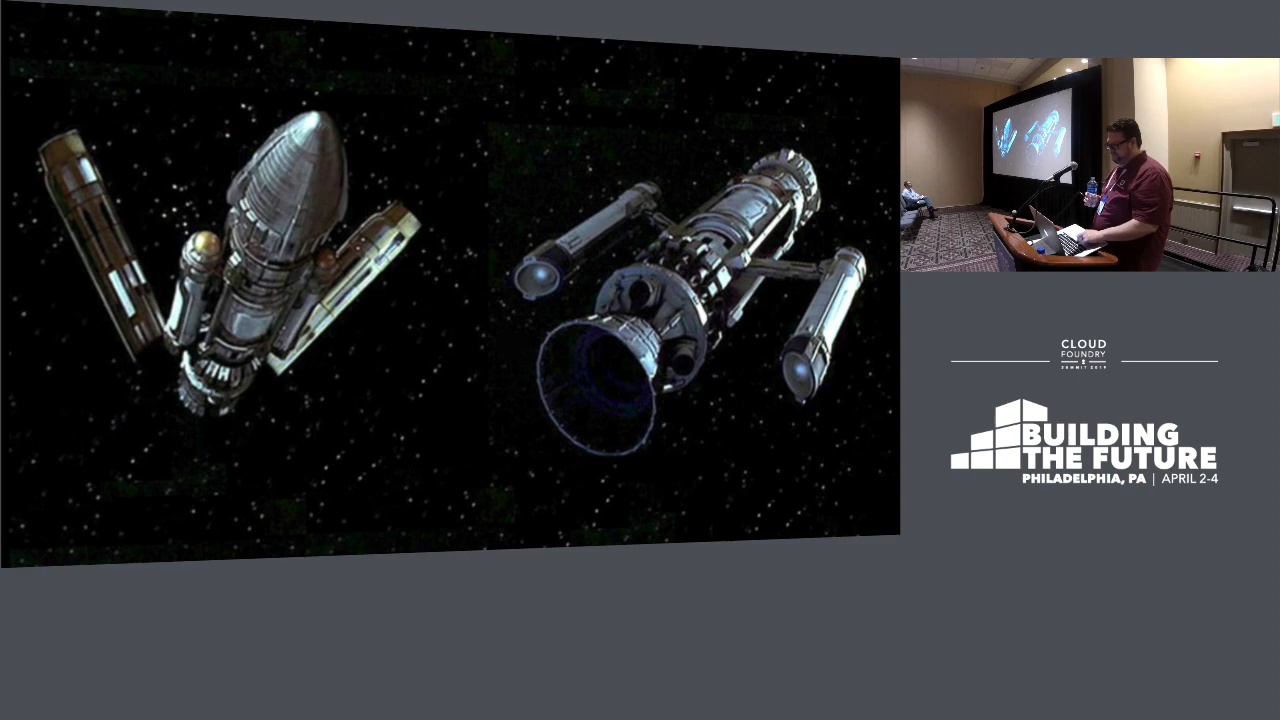 CLOUD
FOUNDRY
SUMMIT 2019
BUILDING
THE FUTURE
PHILADELPHIA, PA | APRIL 2-4